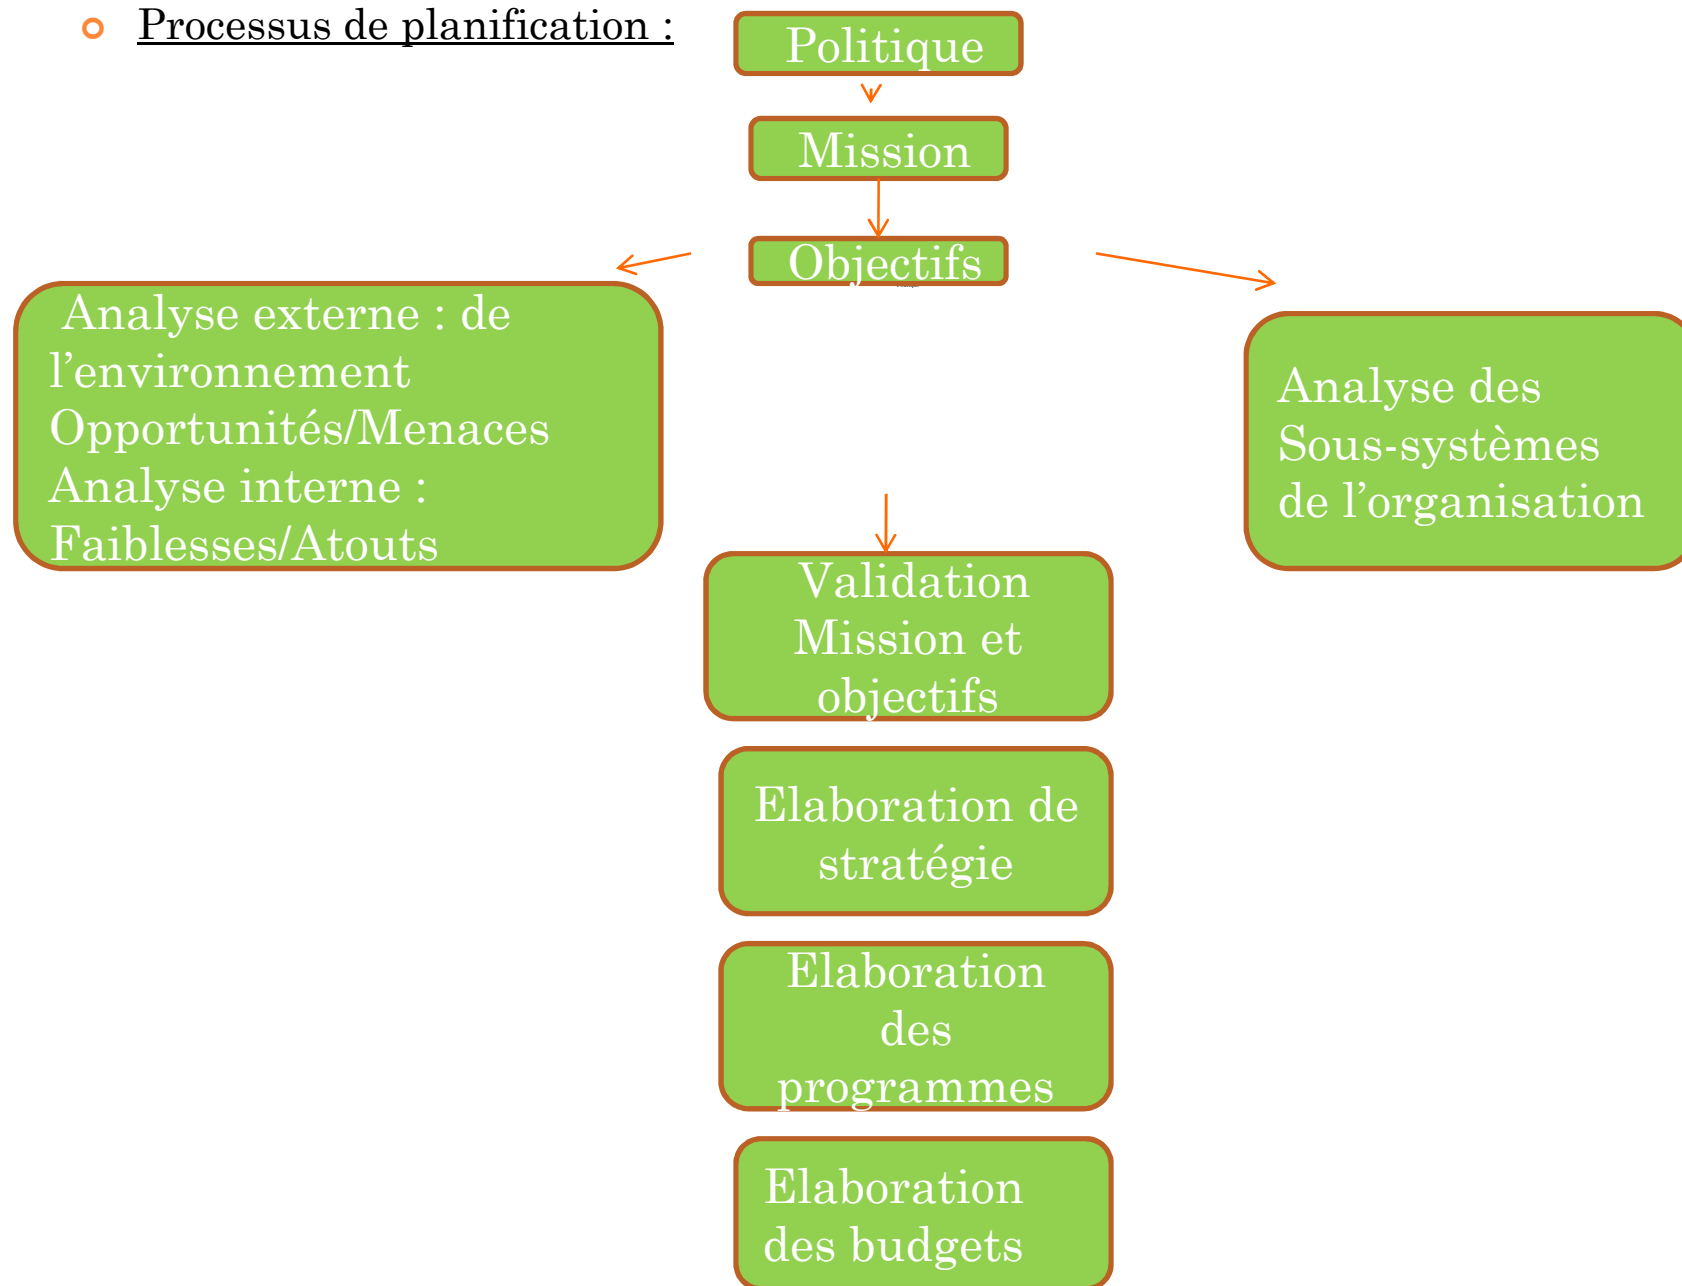 Processus de planification :
Politique
Mission
Objectifs
Analyse externe : de
l’environnement
Opportunités/Menaces
Analyse interne :
Faiblesses/Atouts
Analyse des
Sous-systèmes
de l’organisation
Validation
Mission et
objectifs
Elaboration de
stratégie
Elaboration
des
programmes
Elaboration
des budgets